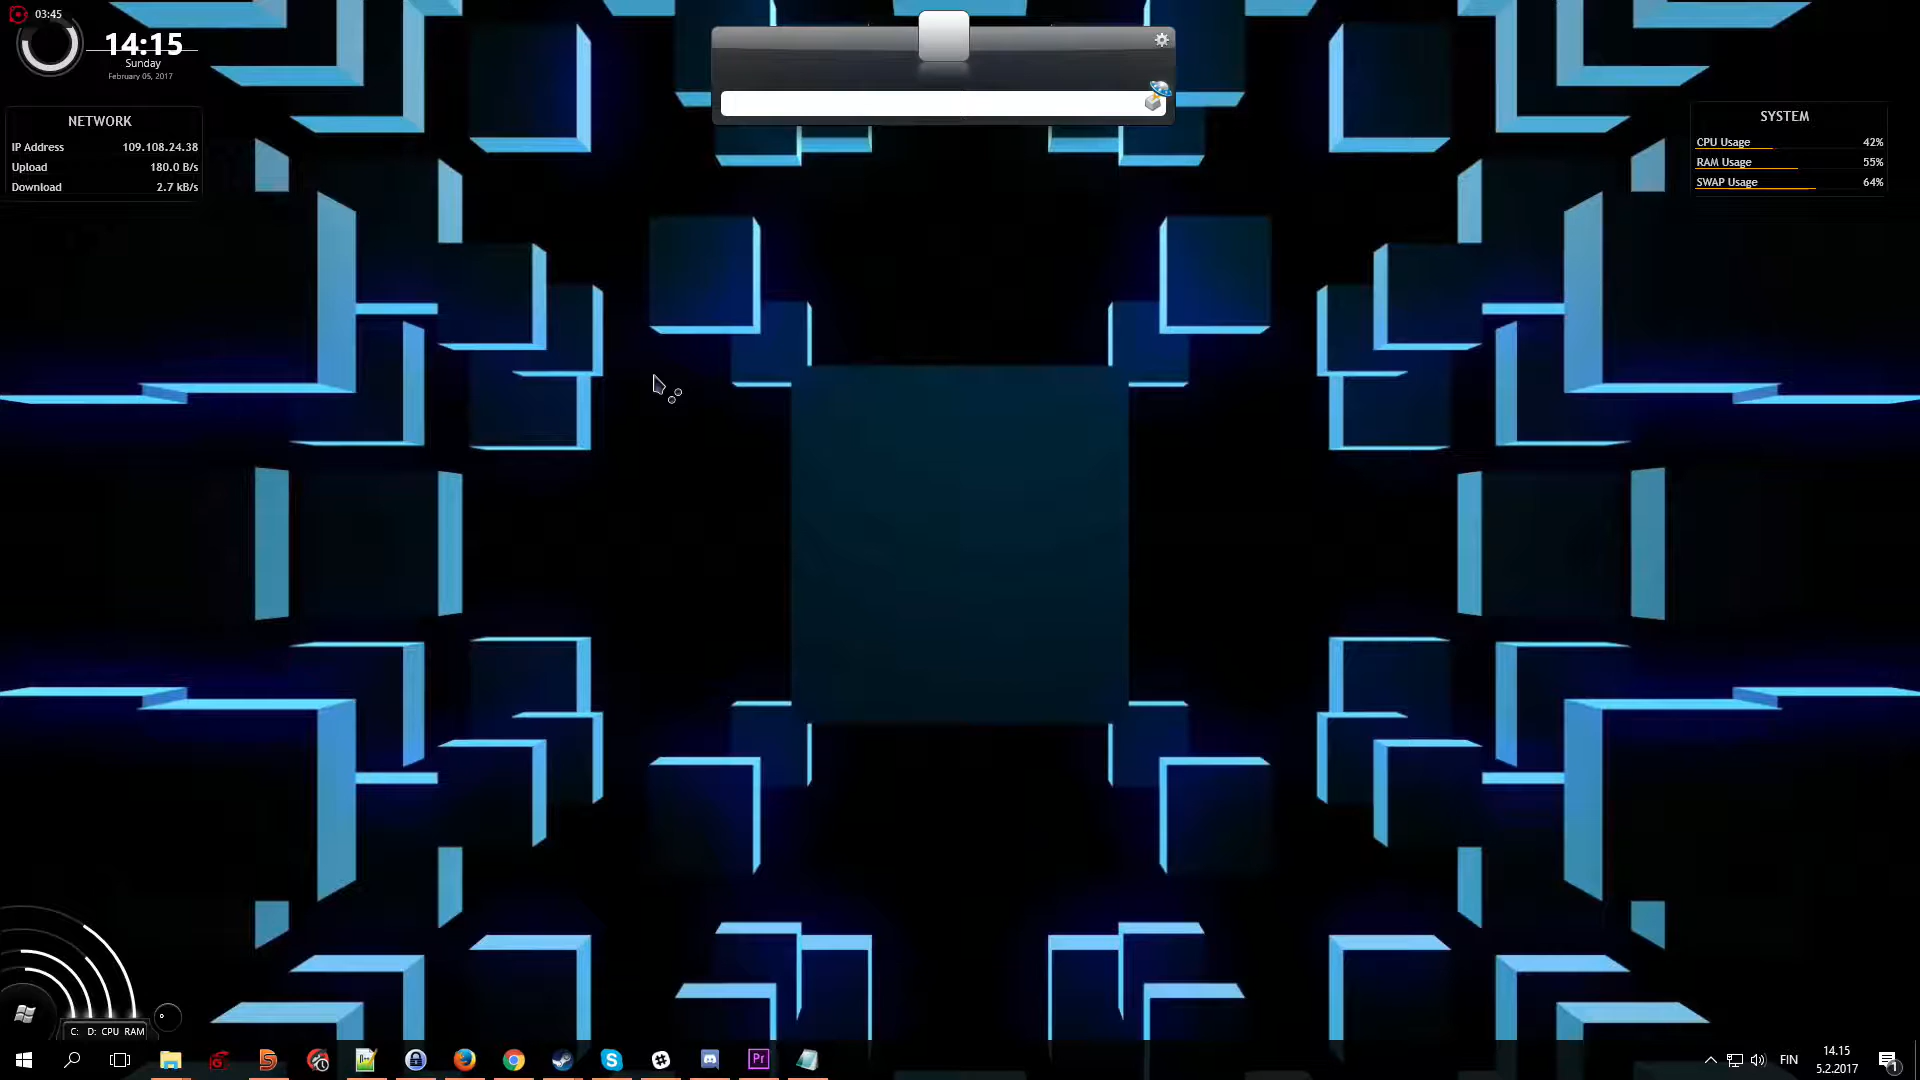 03:45
14:15
Sunday
February 05, 2017
NETWORK
IP Address 109.108.24.38
Upload 180.0 B/s
Download 2.7 kB/s
SYSTEM
CPU Usage 42%
RAM Usage 55%
SWAP Usage 64%
C: D: CPU RAM
Pr
FIN
14.15
5.2.2017
1